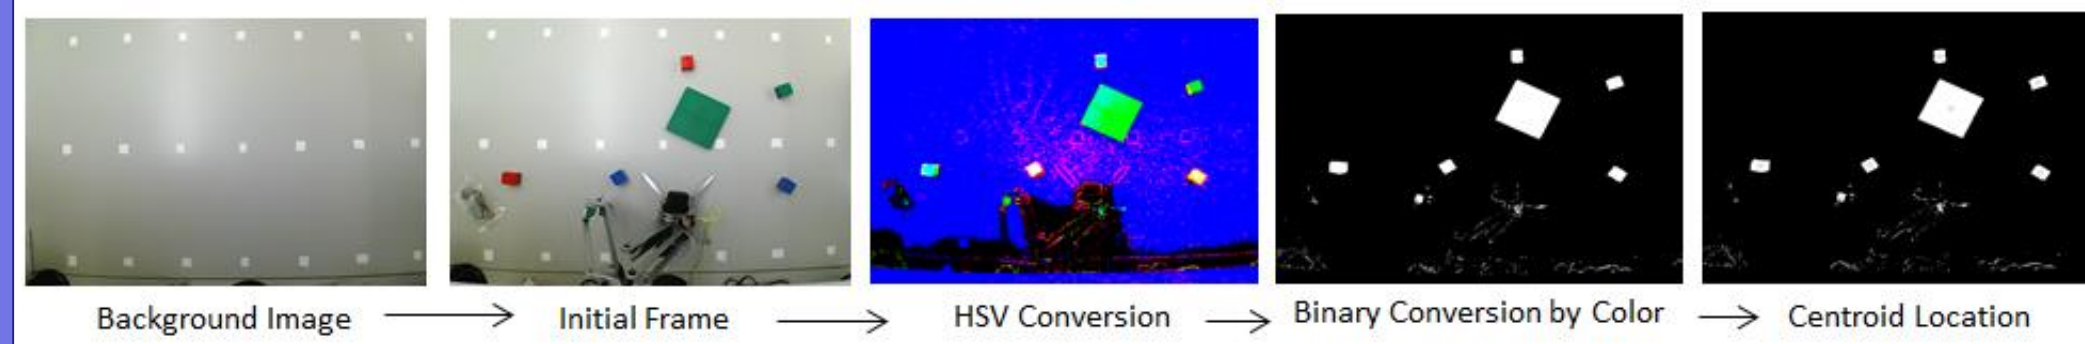 Background Image
Initial Frame
HSV Conversion
Binary Conversion by Color
Centroid Location